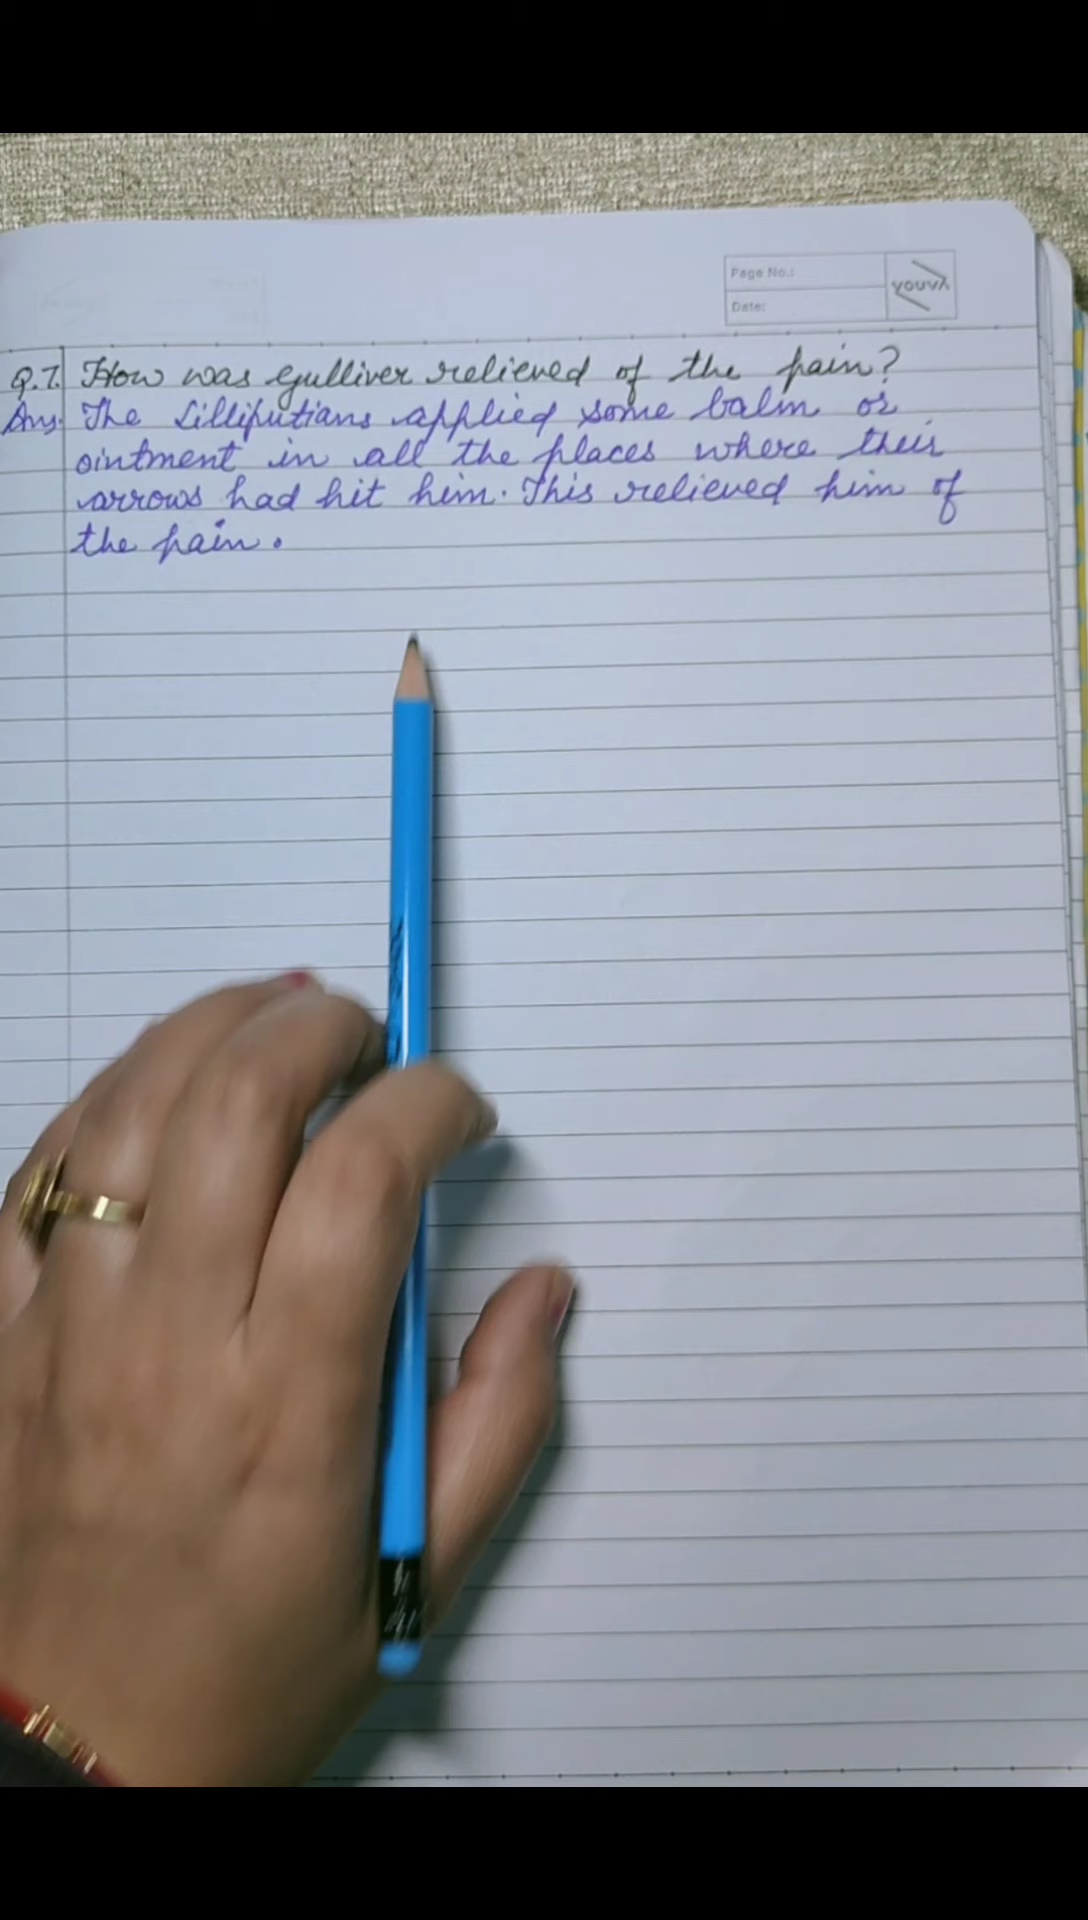 Page No.:
Date:
YOUVA
Q.7. How was Gulliver relieved of the pain?
Ans. The Lilliputians applied some balm or
ointment in all the places where their
arrows had hit him. This relieved him of
the pain.